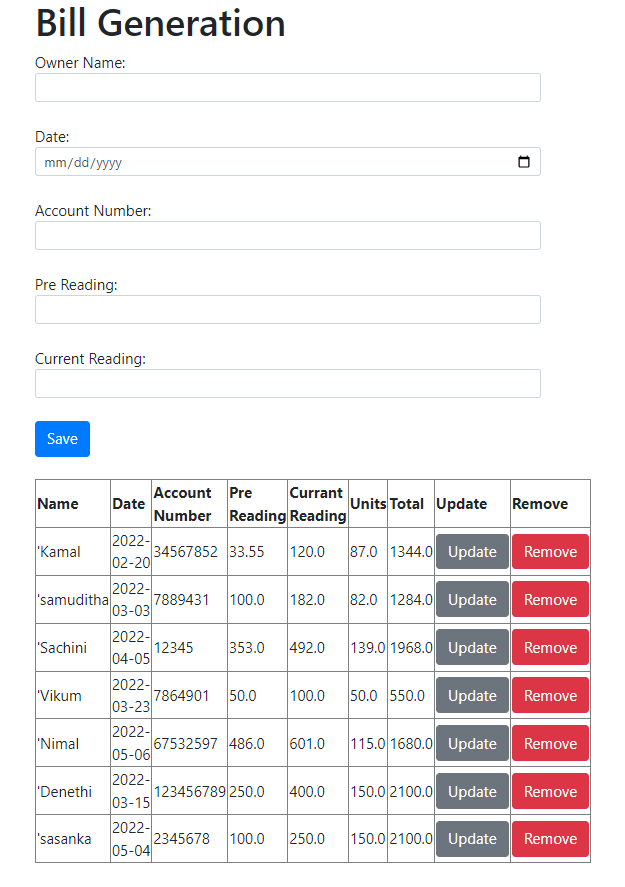 Bill Generation
Owner Name:
Date:
mm/dd/yyyy
Account Number:
Pre Reading:
Current Reading:
Save
Name Date Account Number Pre Reading Currant Reading Units Total Update Remove
'Kamal 2022-02-20 34567852 33.55 120.0 87.0 1344.0 Update Remove
'samuditha 2022-03-03 7889431 100.0 182.0 82.0 1284.0 Update Remove
'Sachini 2022-04-05 12345 353.0 492.0 139.0 1968.0 Update Remove
'Vikum 2022-03-23 7864901 50.0 100.0 50.0 550.0 Update Remove
'Nimal 2022-05-06 67532597 486.0 601.0 115.0 1680.0 Update Remove
'Denethi 2022-03-15 123456789 250.0 400.0 150.0 2100.0 Update Remove
'sasanka 2022-05-04 2345678 100.0 250.0 150.0 2100.0 Update Remove